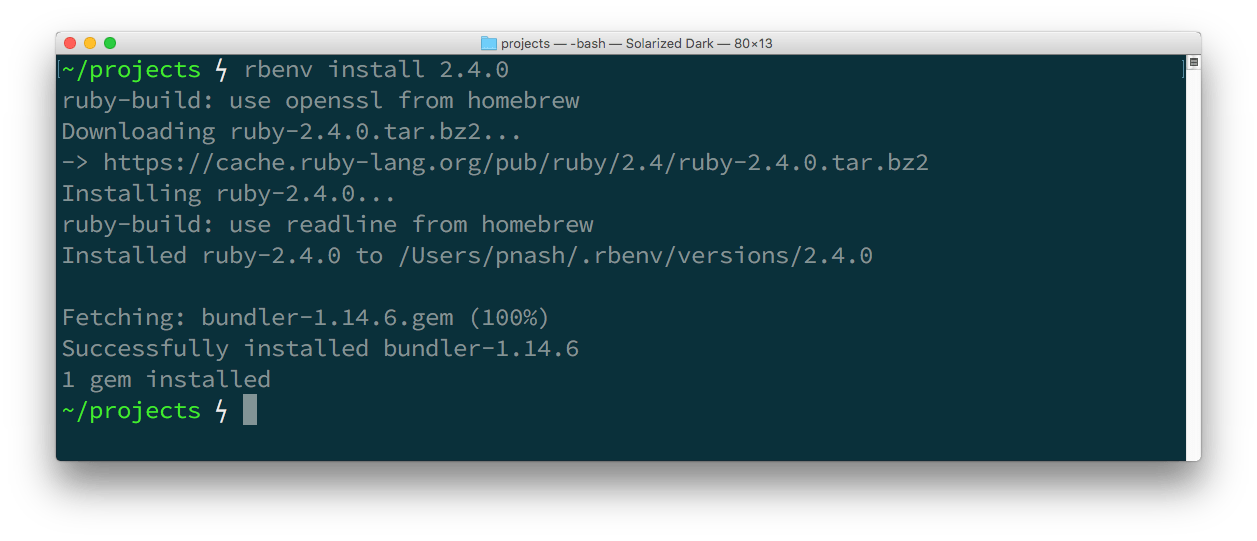 projects — -bash — Solarized Dark — 80×13
~/projects ϟ rbenv install 2.4.0
ruby-build: use openssl from homebrew
Downloading ruby-2.4.0.tar.bz2...
-> https://cache.ruby-lang.org/pub/ruby/2.4/ruby-2.4.0.tar.bz2
Installing ruby-2.4.0...
ruby-build: use readline from homebrew
Installed ruby-2.4.0 to /Users/pnash/.rbenv/versions/2.4.0
Fetching: bundler-1.14.6.gem (100%)
Successfully installed bundler-1.14.6
1 gem installed
~/projects ϟ